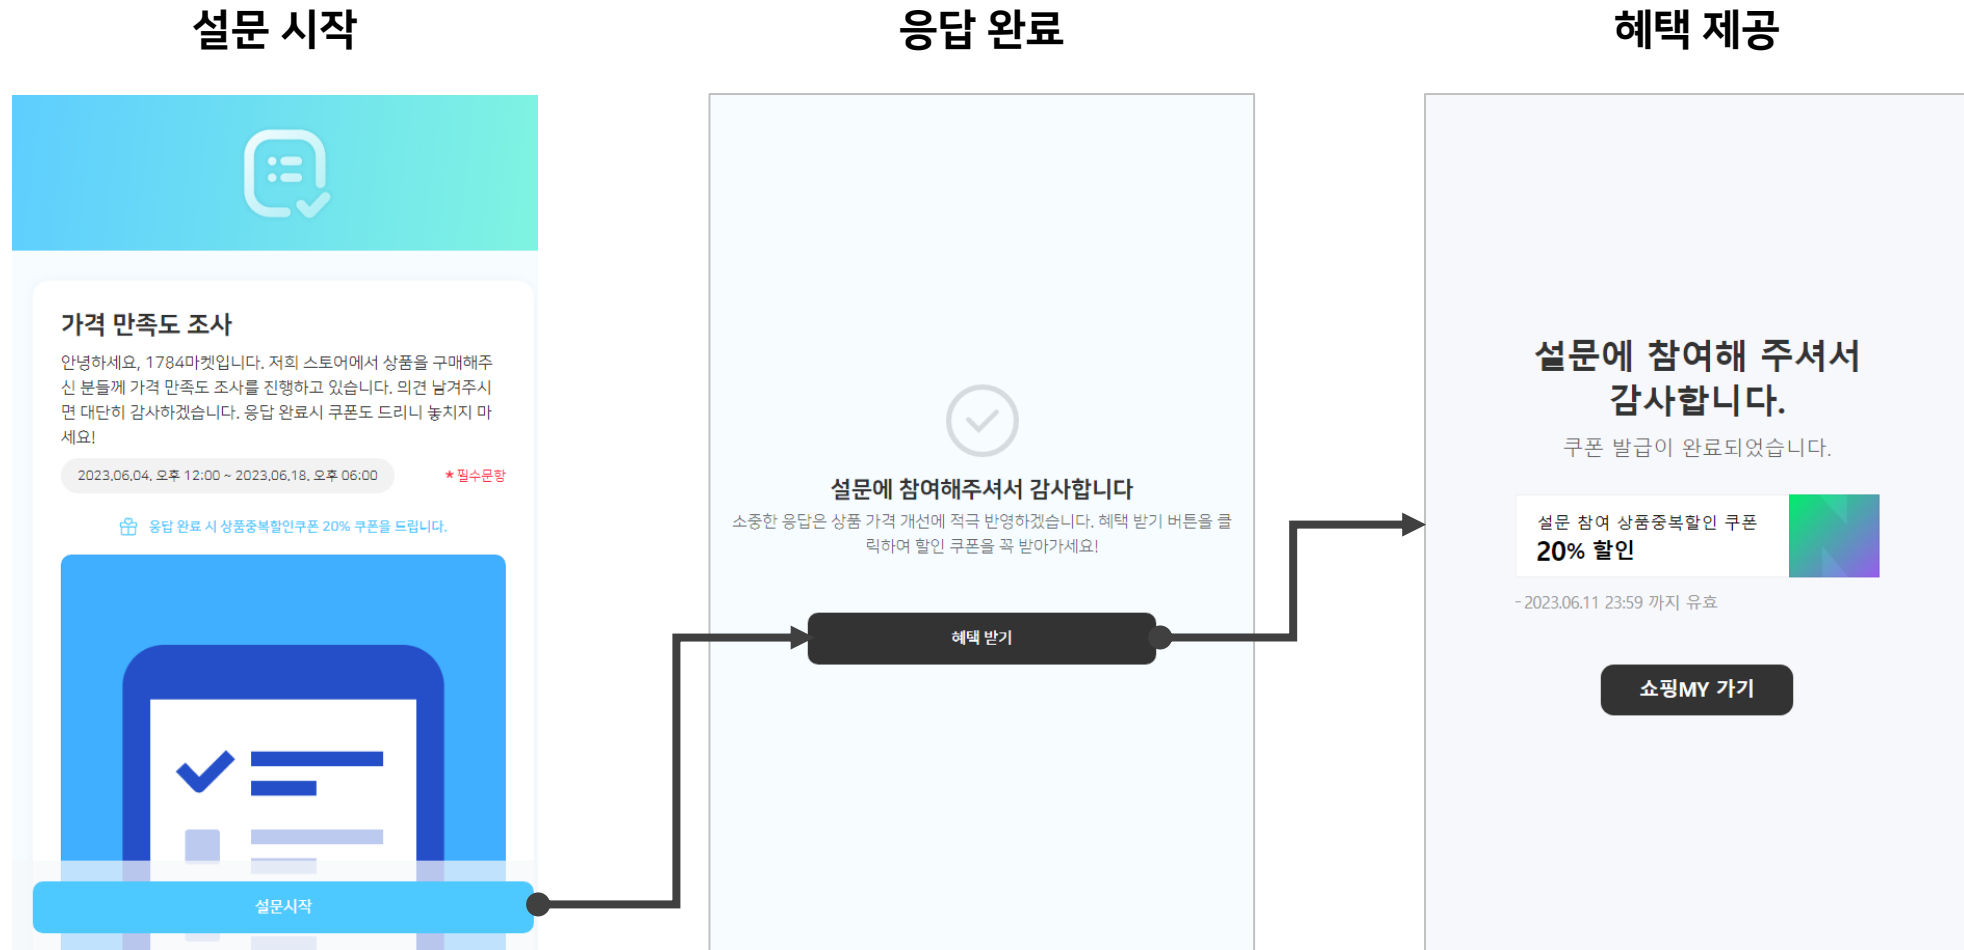 설문 시작
응답 완료
혜택 제공
가격 만족도 조사
안녕하세요, 1784마켓입니다. 저희 스토어에서 상품을 구매해주
신 분들께 가격 만족도 조사를 진행하고 있습니다. 의견 남겨주시
면 대단히 감사하겠습니다. 응답 완료시 쿠폰도 드리니 놓치지 마
세요!
2023.06.04. 오후 12:00 ~ 2023.06.18. 오후 06:00
* 필수문항
응답 완료 시 상품중복할인쿠폰 20% 쿠폰을 드립니다.
설문시작
설문에 참여해주셔서 감사합니다
소중한 응답은 상품 가격 개선에 적극 반영하겠습니다. 혜택 받기 버튼을 클
릭하여 할인 쿠폰을 꼭 받아가세요!
혜택 받기
설문에 참여해 주셔서
감사합니다.
쿠폰 발급이 완료되었습니다.
설문 참여 상품중복할인 쿠폰
20% 할인
- 2023.06.11 23:59 까지 유효
쇼핑MY 가기